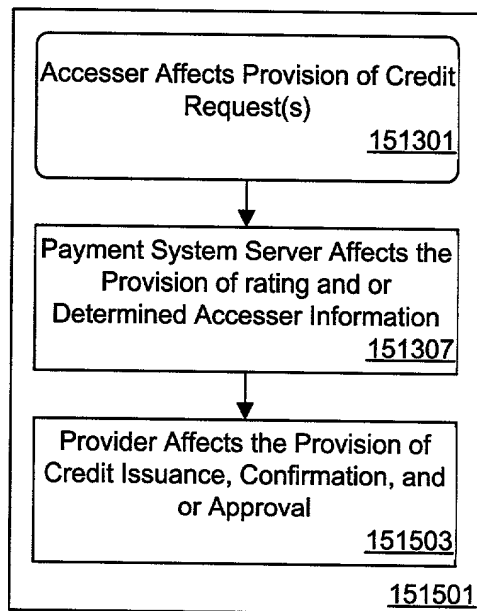 Accesser Affects Provision of Credit
Request(s)
151301
Payment System Server Affects the
Provision of rating and or
Determined Accesser Information
151307
Provider Affects the Provision of
Credit Issuance, Confirmation, and
or Approval
151503
151501